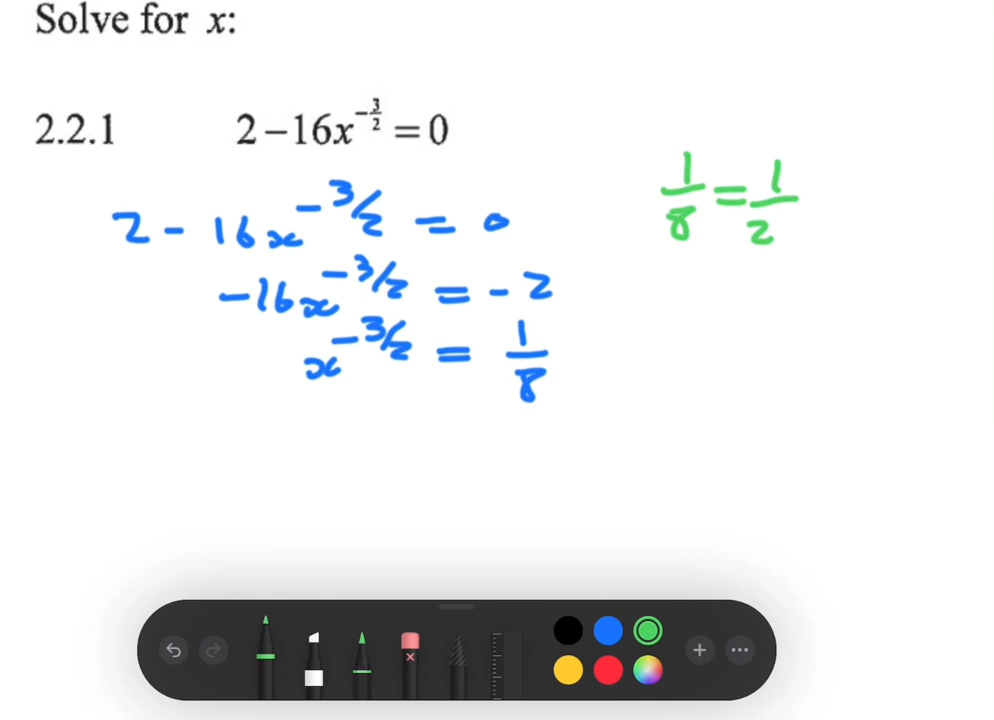 Solve for x:
2.2.1 2 − 16x^{−3/2} = 0
2 − 16x^{−3/2} = 0
−16x^{−3/2} = −2
x^{−3/2} = 1/8
1/8 = 1/2